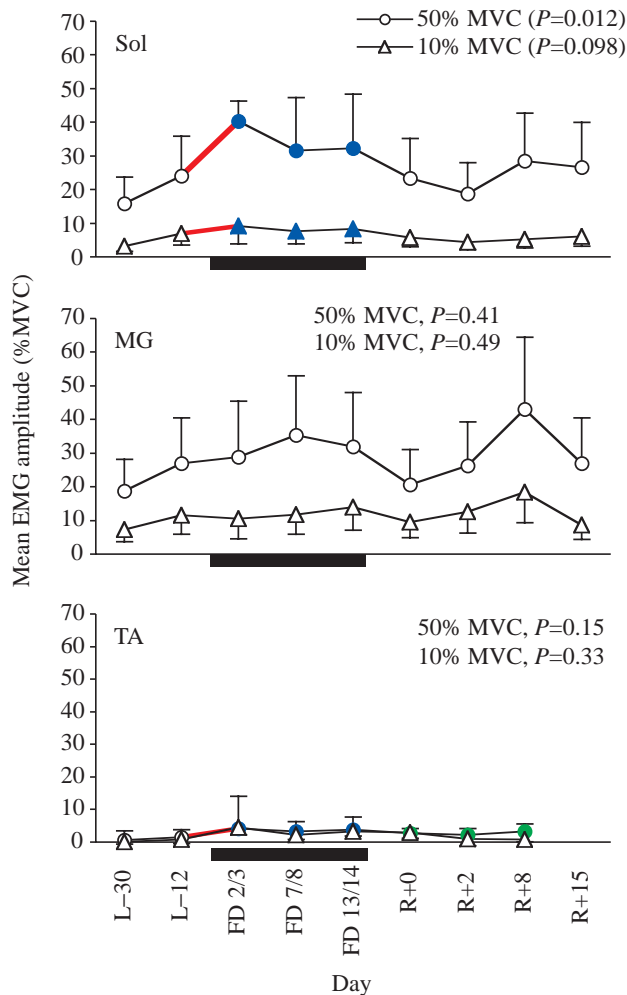 50% MVC (P=0.012)
10% MVC (P=0.098)
Sol
70
60
50
40
30
20
10
0
50% MVC, P=0.41
10% MVC, P=0.49
MG
70
60
50
40
30
20
10
0
50% MVC, P=0.15
10% MVC, P=0.33
TA
70
60
50
40
30
20
10
0
Mean EMG amplitude (%MVC)
L–30
L–12
FD 2/3
FD 7/8
FD 13/14
R+0
R+2
R+8
R+15
Day